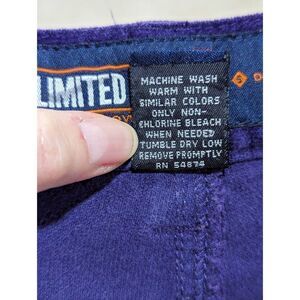 LIMITED
MACHINE WASH
WARM WITH
SIMILAR COLORS
ONLY NON-
CHLORINE BLEACH
WHEN NEEDED
TUMBLE DRY LOW
REMOVE PROMPTLY
RN 54874